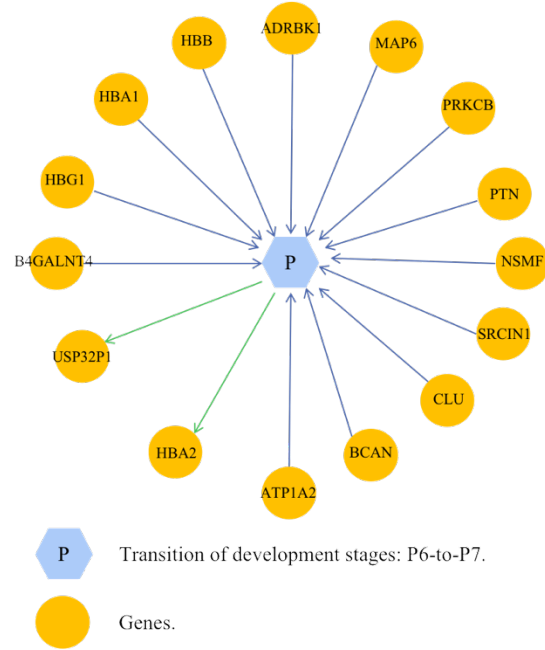 ADRBK1
HBB
MAP6
HBA1
PRKCB
HBG1
PTN
B4GALNT4
P
NSMF
SRCIN1
USP32P1
CLU
HBA2
BCAN
ATP1A2
P Transition of development stages: P6-to-P7.
Genes.